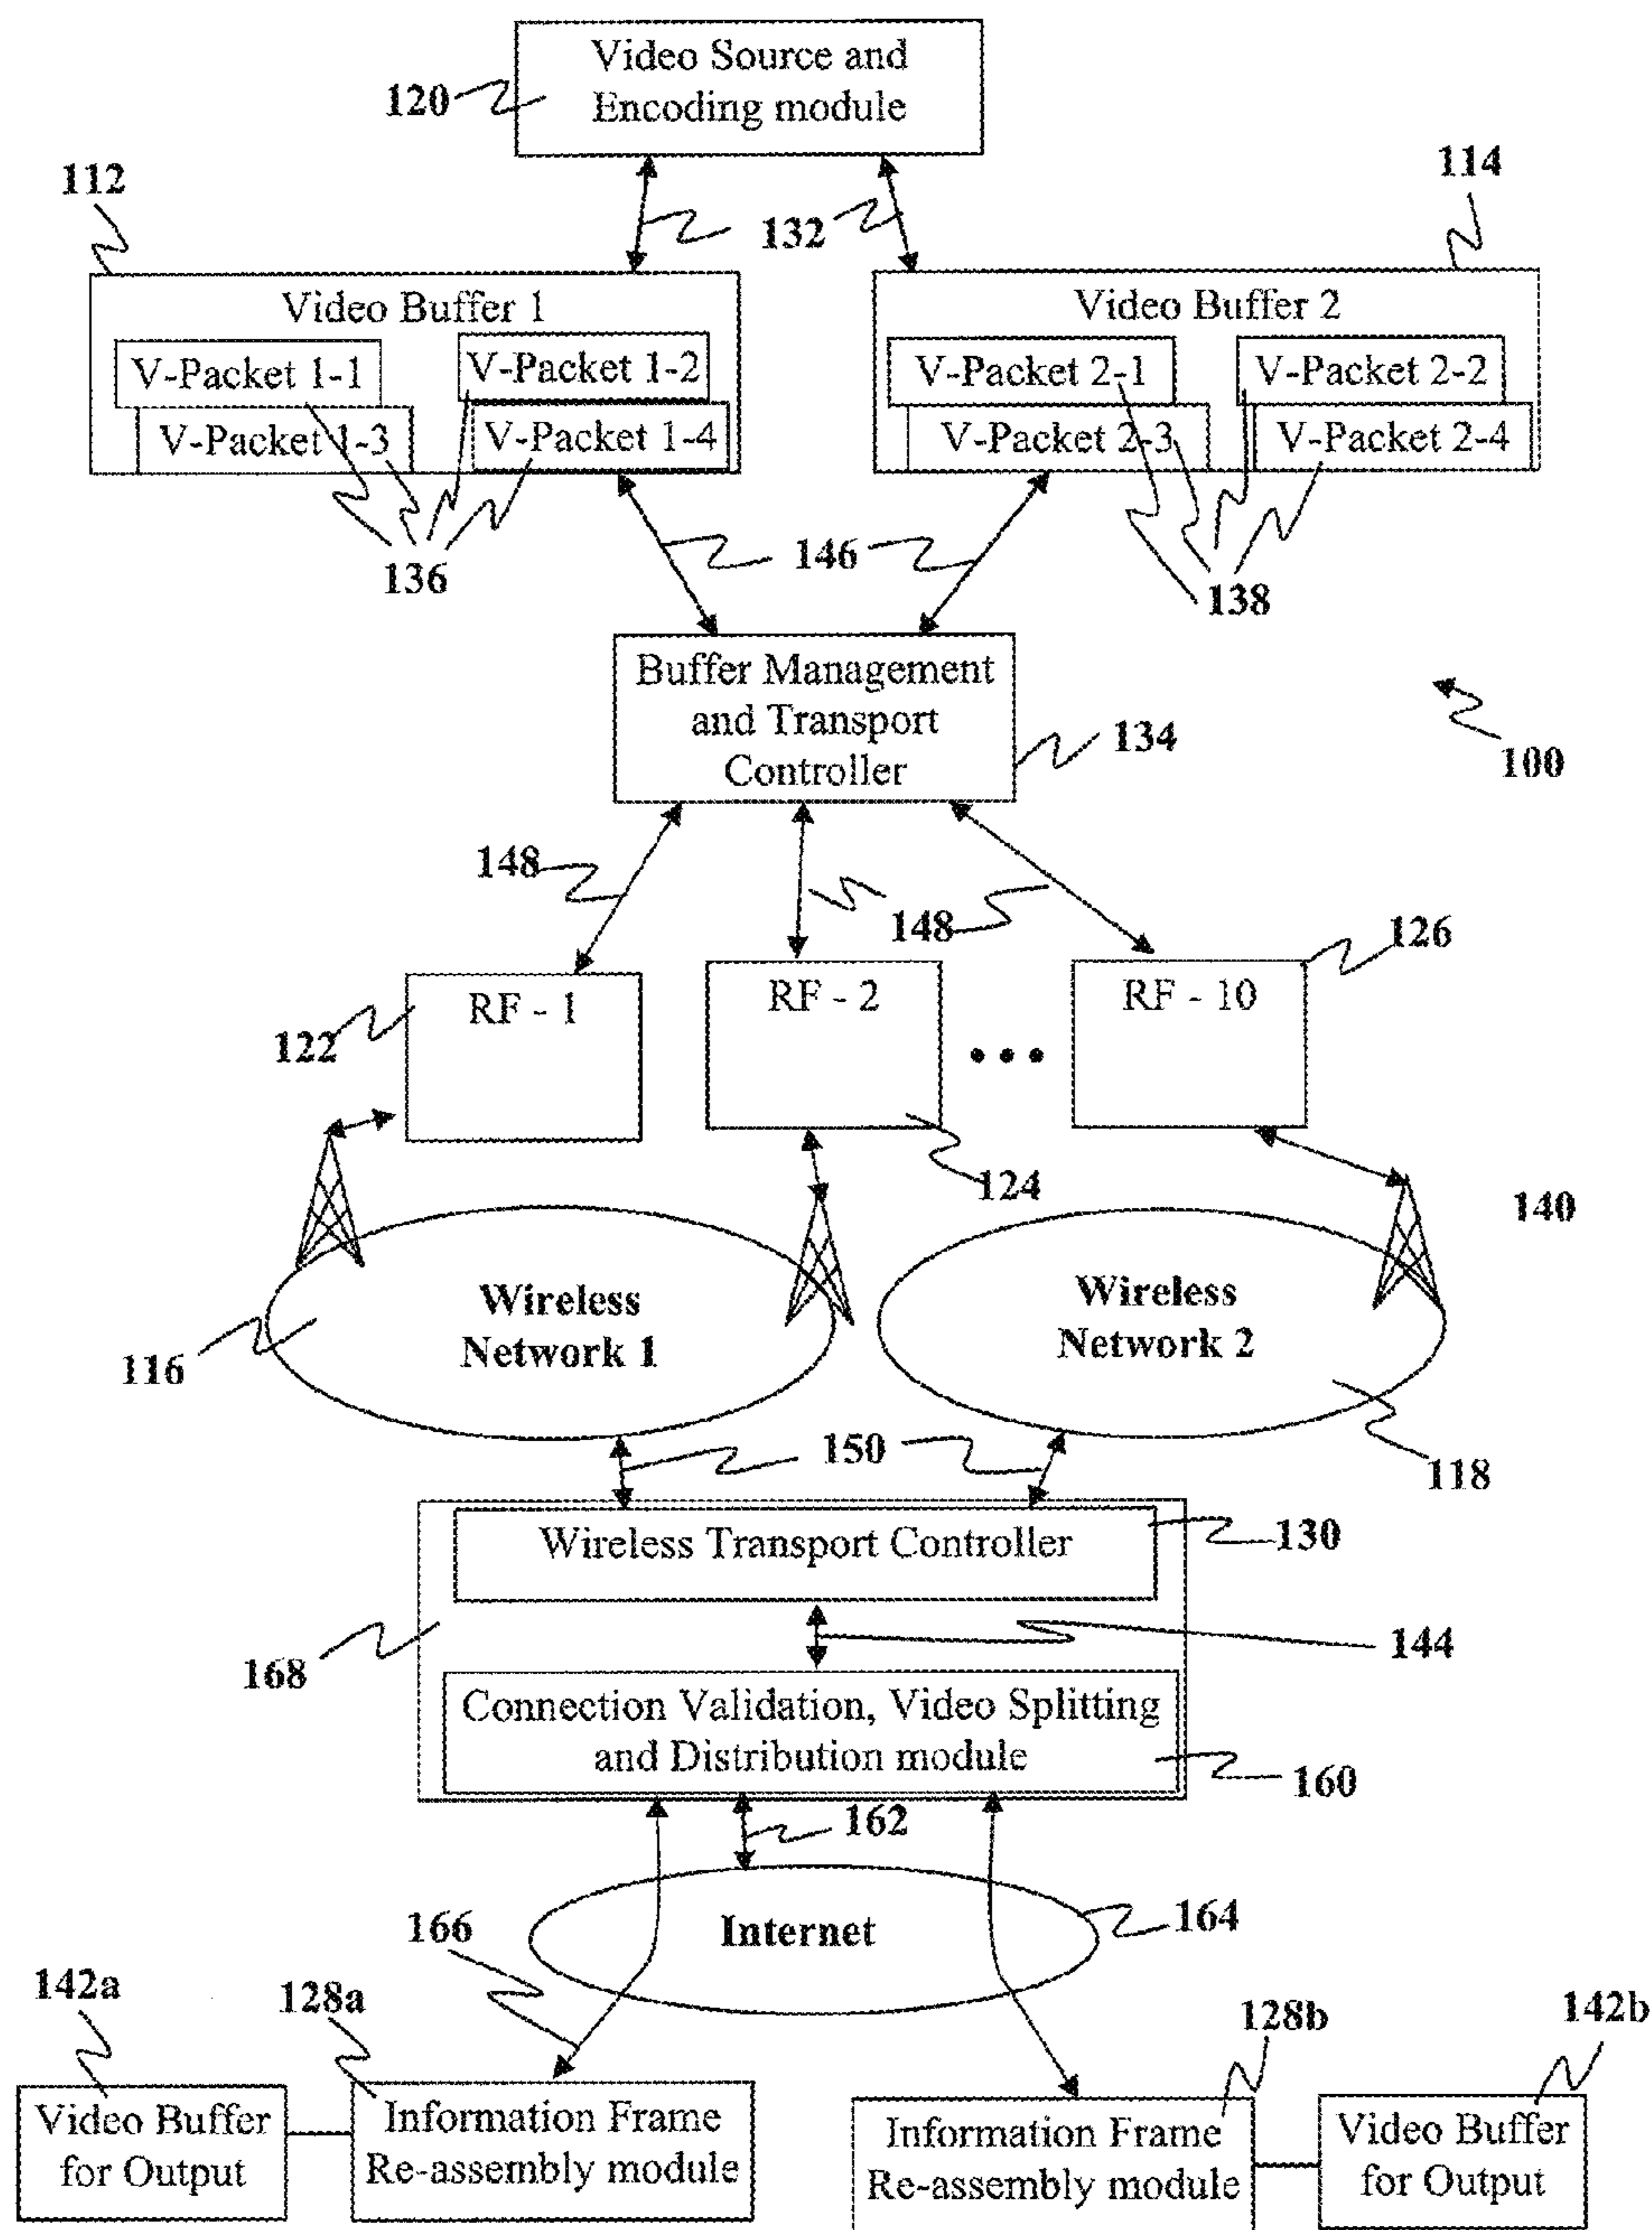 Video Source and
Encoding module
120
112
114
132
Video Buffer 1
V-Packet 1-1
V-Packet 1-2
V-Packet 1-3
V-Packet 1-4
Video Buffer 2
V-Packet 2-1
V-Packet 2-2
V-Packet 2-3
V-Packet 2-4
136
146
138
Buffer Management
and Transport
Controller
134
100
148
148
126
RF - 1
RF - 2
RF - 10
122
124
140
Wireless
Network 1
Wireless
Network 2
116
150
118
Wireless Transport Controller
130
144
168
Connection Validation, Video Splitting
and Distribution module
160
162
Internet
164
166
142a
128a
128b
142b
Video Buffer
for Output
Information Frame
Re-assembly module
Information Frame
Re-assembly module
Video Buffer
for Output